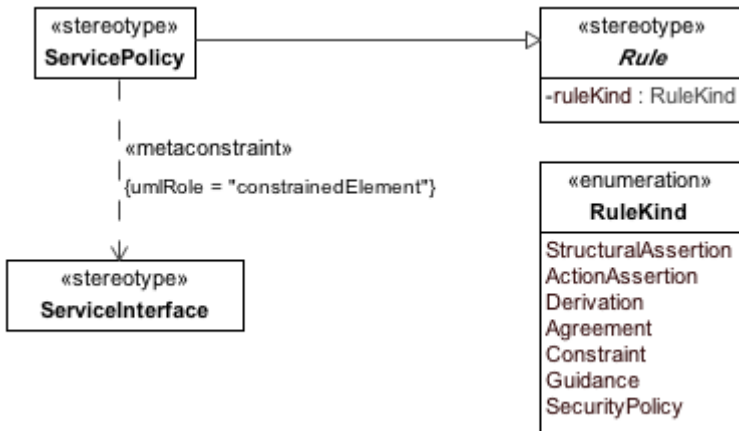 «stereotype»
ServicePolicy
«stereotype»
Rule
-ruleKind : RuleKind
«metaconstraint»
{umlRole = "constrainedElement"}
«enumeration»
RuleKind
StructuralAssertion
ActionAssertion
Derivation
Agreement
Constraint
Guidance
SecurityPolicy
«stereotype»
ServiceInterface